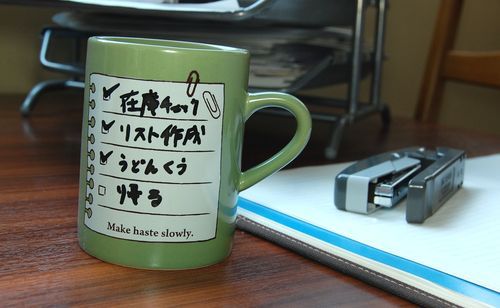 在庫チェック
リスト作成
うどんくう
帰る
Make haste slowly.